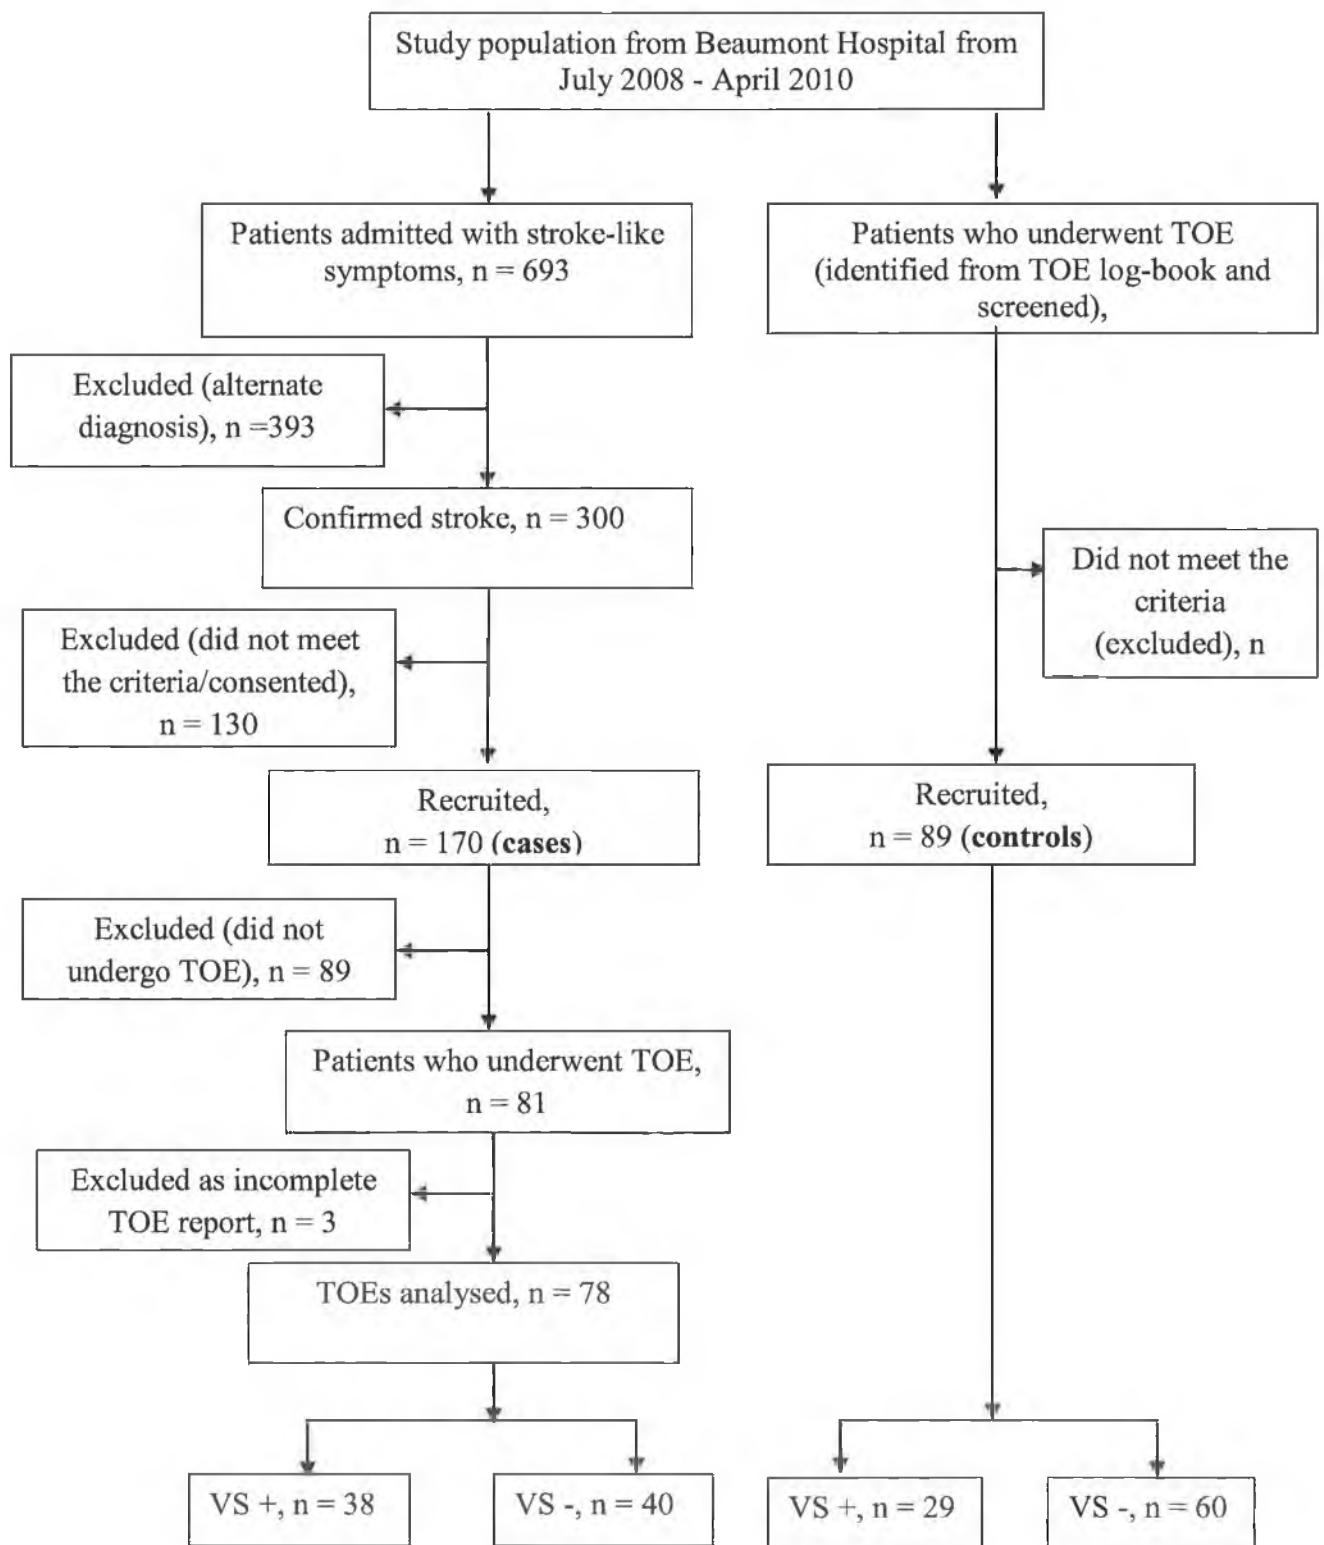 Study population from Beaumont Hospital from
July 2008 - April 2010
Patients admitted with stroke-like
symptoms, n = 693
Patients who underwent TOE
(identified from TOE log-book and
screened),
Excluded (alternate
diagnosis), n =393
Confirmed stroke, n = 300
Did not meet the
criteria
(excluded), n
Excluded (did not meet
the criteria/consented),
n = 130
Recruited,
n = 170 (cases)
Recruited,
n = 89 (controls)
Excluded (did not
undergo TOE), n = 89
Patients who underwent TOE,
n = 81
Excluded as incomplete
TOE report, n = 3
TOEs analysed, n = 78
VS +, n = 38
VS -, n = 40
VS +, n = 29
VS -, n = 60